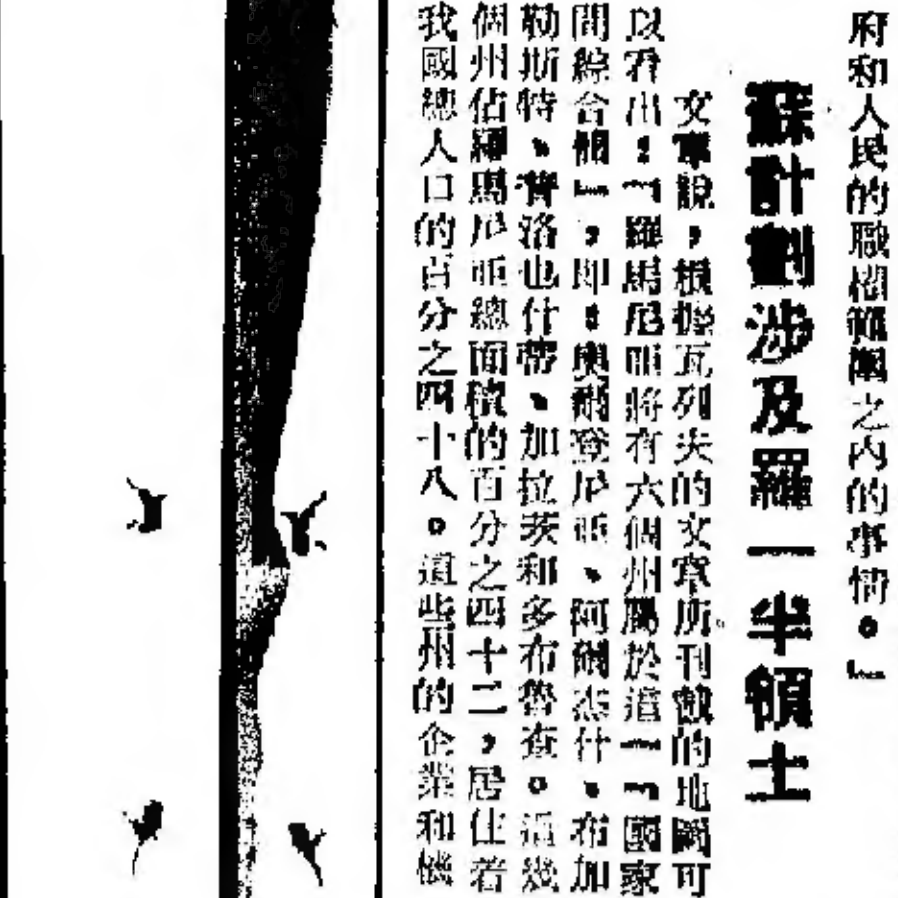 府和人民的職權範圍之內的事情。」
蘇計劃涉及羅一半領土
文章說，根據瓦列夫的文章所刊載的地圖可
以看出：「羅馬尼亞將有六個州屬於這一「國家
間綜合體」，即：奧爾登尼亞、阿爾杰什、布加
勒斯特、普洛也什蒂、加拉茨和多布魯查。這幾
個州佔羅馬尼亞總面積的百分之四十二，居住着
我國總人口的百分之四十八。這些州的企業和機